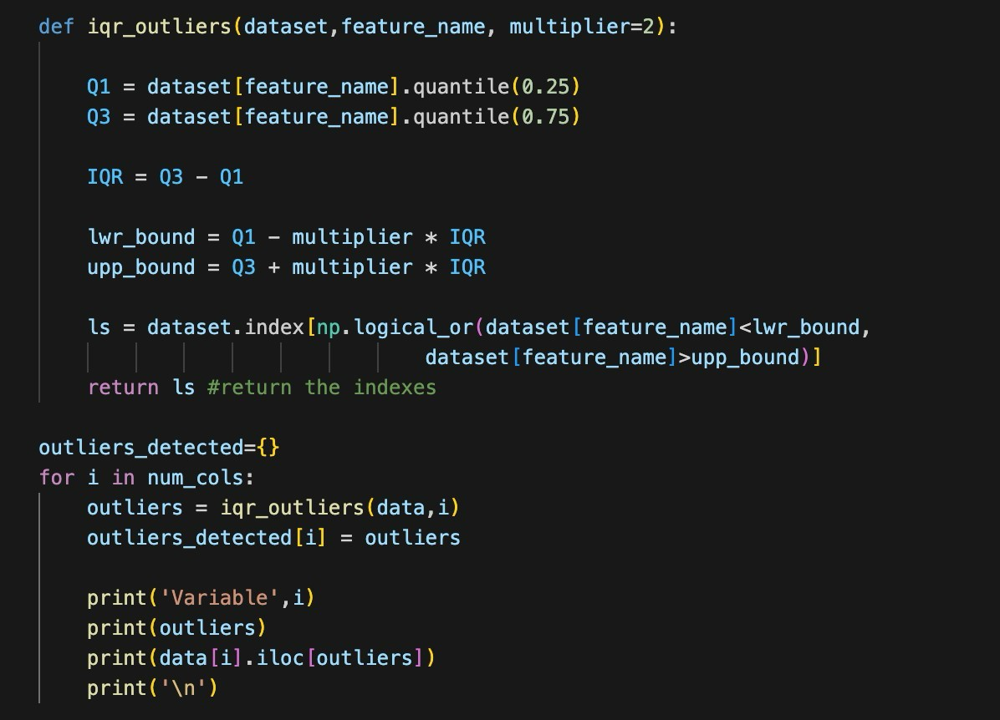 def iqr_outliers(dataset,feature_name, multiplier=2):
    Q1 = dataset[feature_name].quantile(0.25)
    Q3 = dataset[feature_name].quantile(0.75)
    IQR = Q3 - Q1
    lwr_bound = Q1 - multiplier * IQR
    upp_bound = Q3 + multiplier * IQR
    ls = dataset.index[np.logical_or(dataset[feature_name]<lwr_bound,
                                dataset[feature_name]>upp_bound)]
    return ls #return the indexes
outliers_detected={}
for i in num_cols:
    outliers = iqr_outliers(data,i)
    outliers_detected[i] = outliers
    print('Variable',i)
    print(outliers)
    print(data[i].iloc[outliers])
    print('\n')